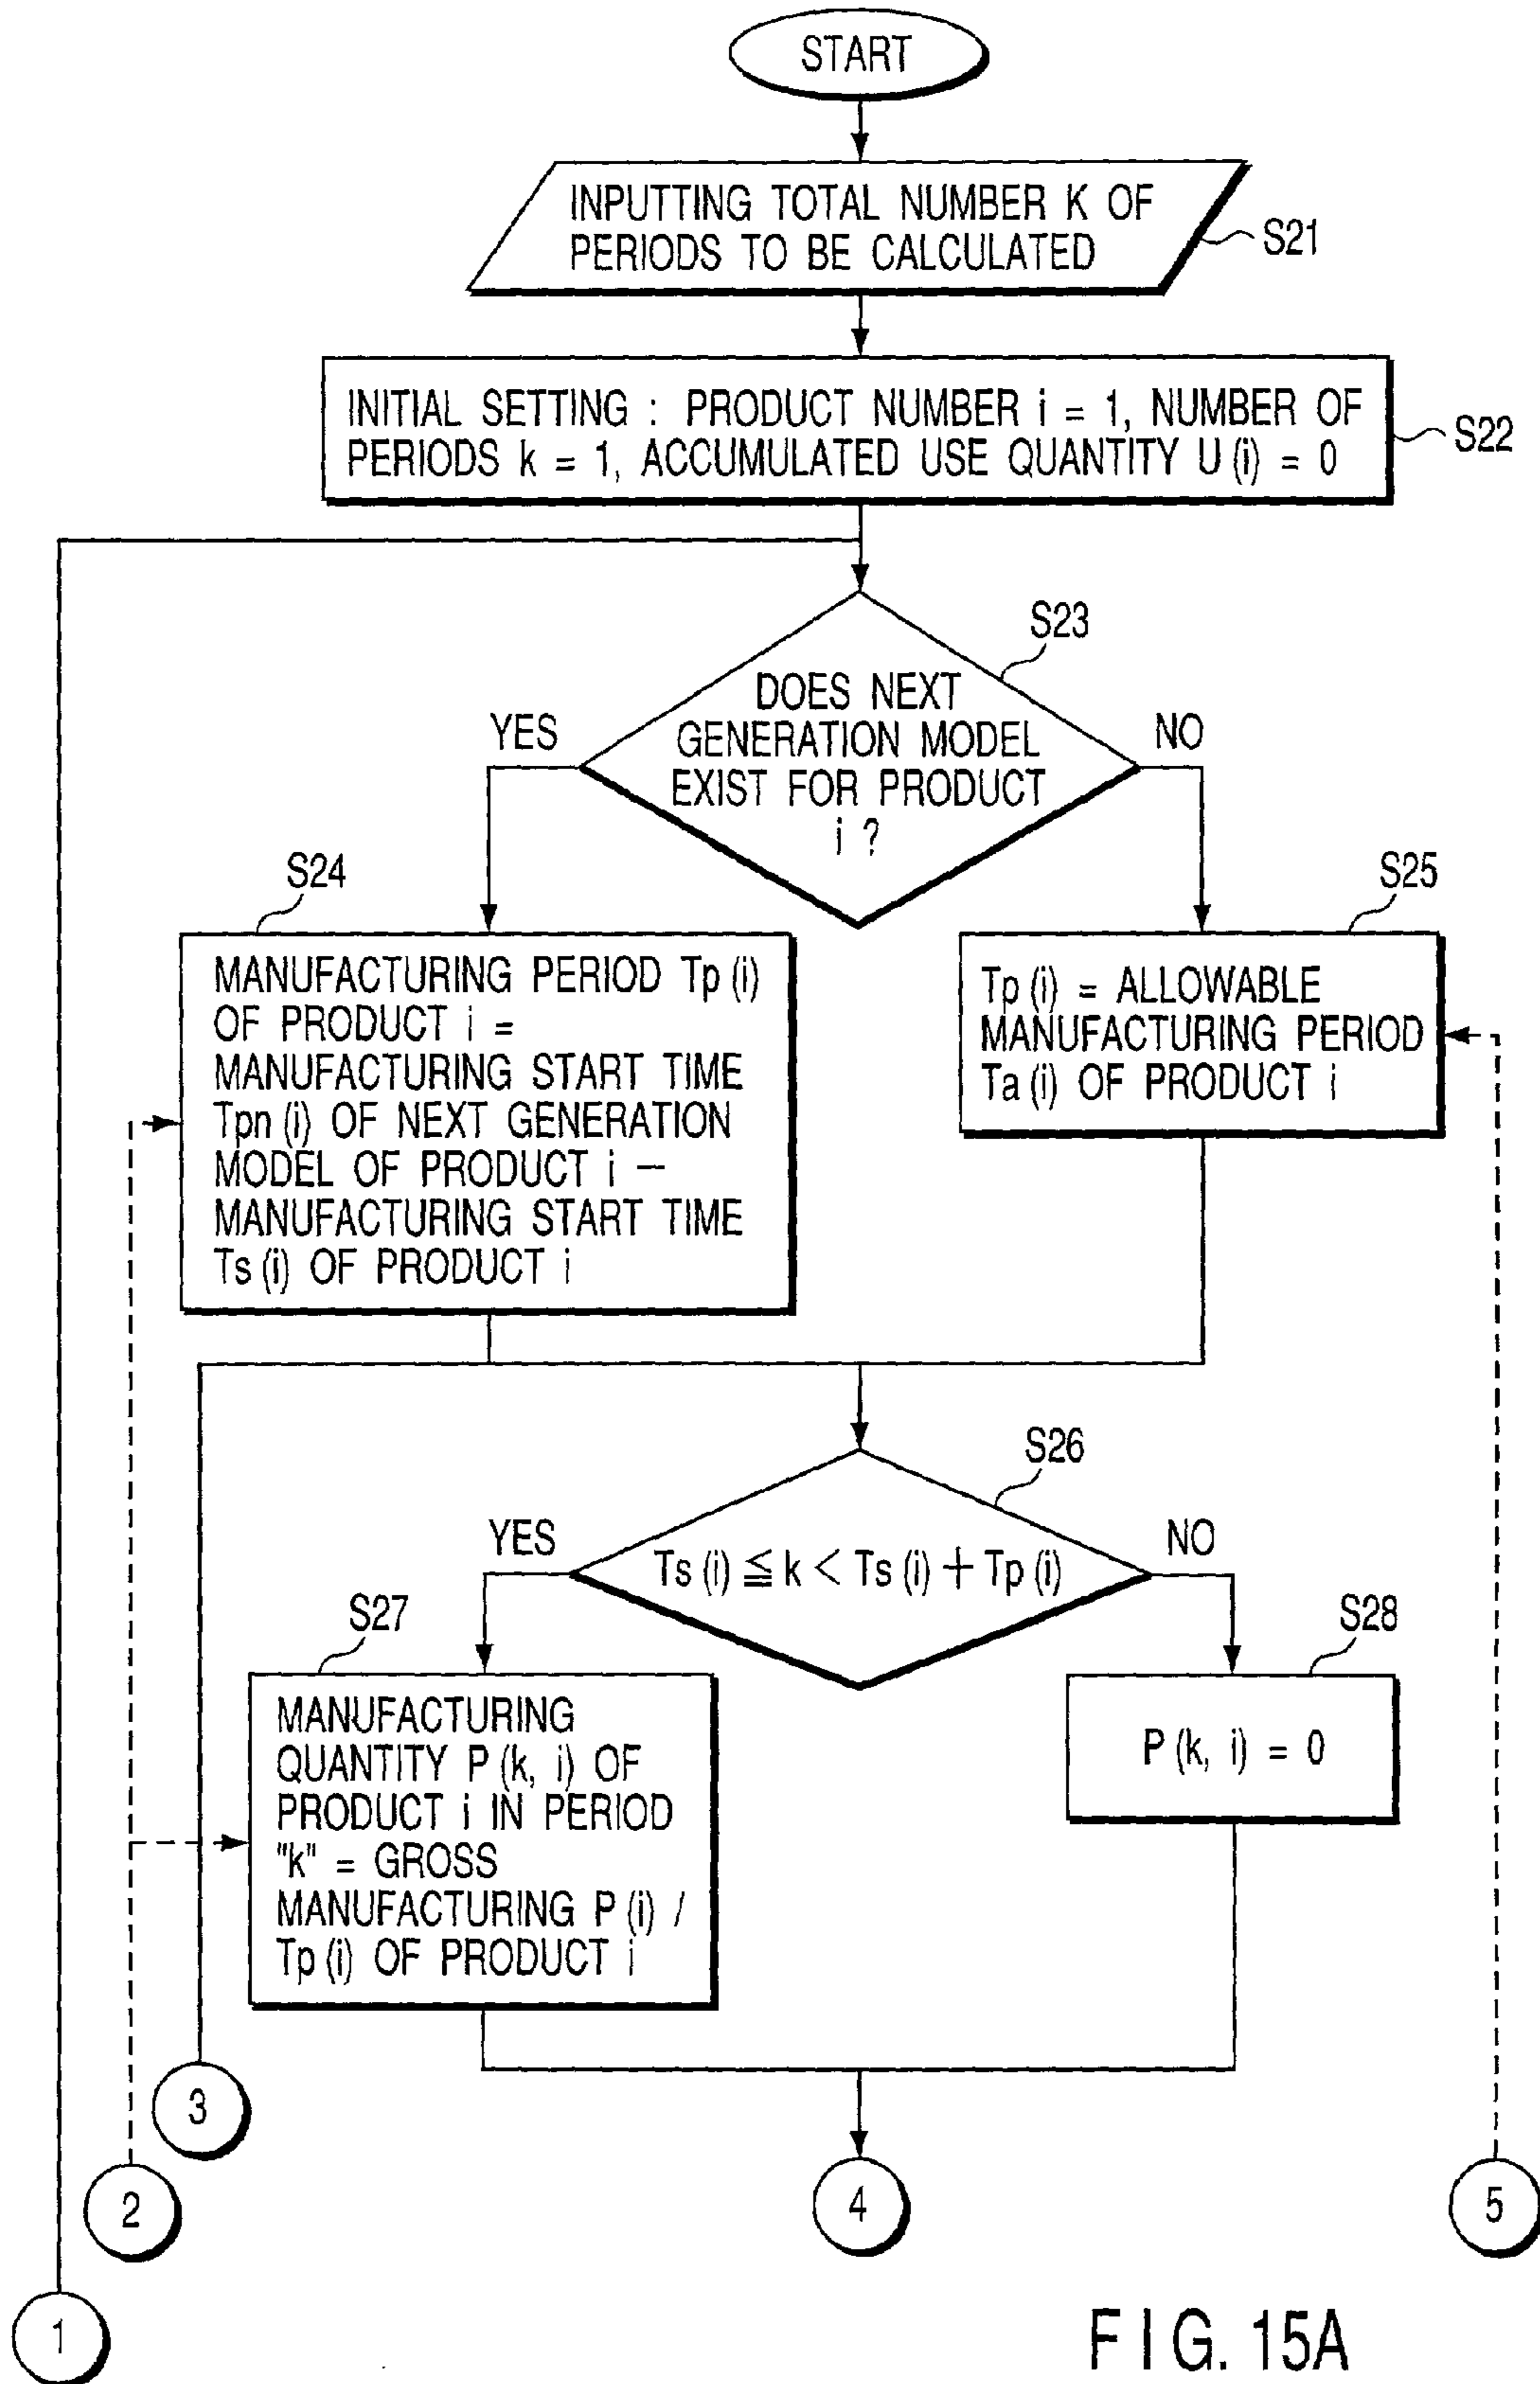 START
INPUTTING TOTAL NUMBER K OF
PERIODS TO BE CALCULATED
S21
INITIAL SETTING : PRODUCT NUMBER i = 1, NUMBER OF
PERIODS k = 1, ACCUMULATED USE QUANTITY U (i) = 0
S22
S23
DOES NEXT
GENERATION MODEL
EXIST FOR PRODUCT
i ?
YES
NO
S24
MANUFACTURING PERIOD Tp (i)
OF PRODUCT i =
MANUFACTURING START TIME
Tpn (i) OF NEXT GENERATION
MODEL OF PRODUCT i −
MANUFACTURING START TIME
Ts (i) OF PRODUCT i
S25
Tp (i) = ALLOWABLE
MANUFACTURING PERIOD
Ta (i) OF PRODUCT i
S26
YES
NO
Ts (i) ≦ k < Ts (i) + Tp (i)
S27
MANUFACTURING
QUANTITY P (k, i) OF
PRODUCT i IN PERIOD
"k" = GROSS
MANUFACTURING P (i) /
Tp (i) OF PRODUCT i
S28
P (k, i) = 0
3
2
4
5
1
FIG. 15A